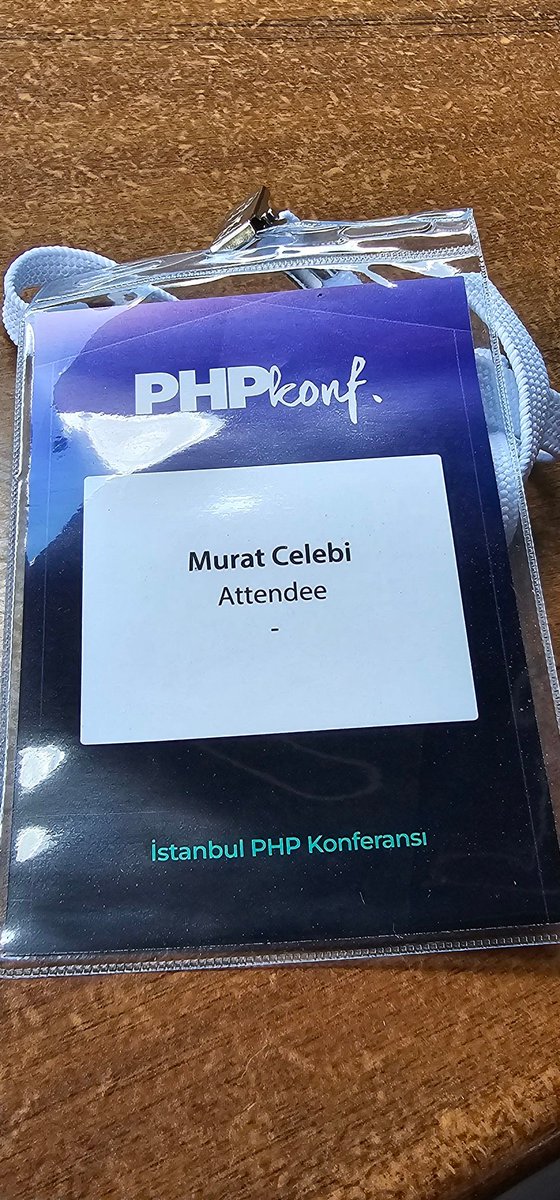 PHPkonf.
Murat Celebi
Attendee
-
İstanbul PHP Konferansı